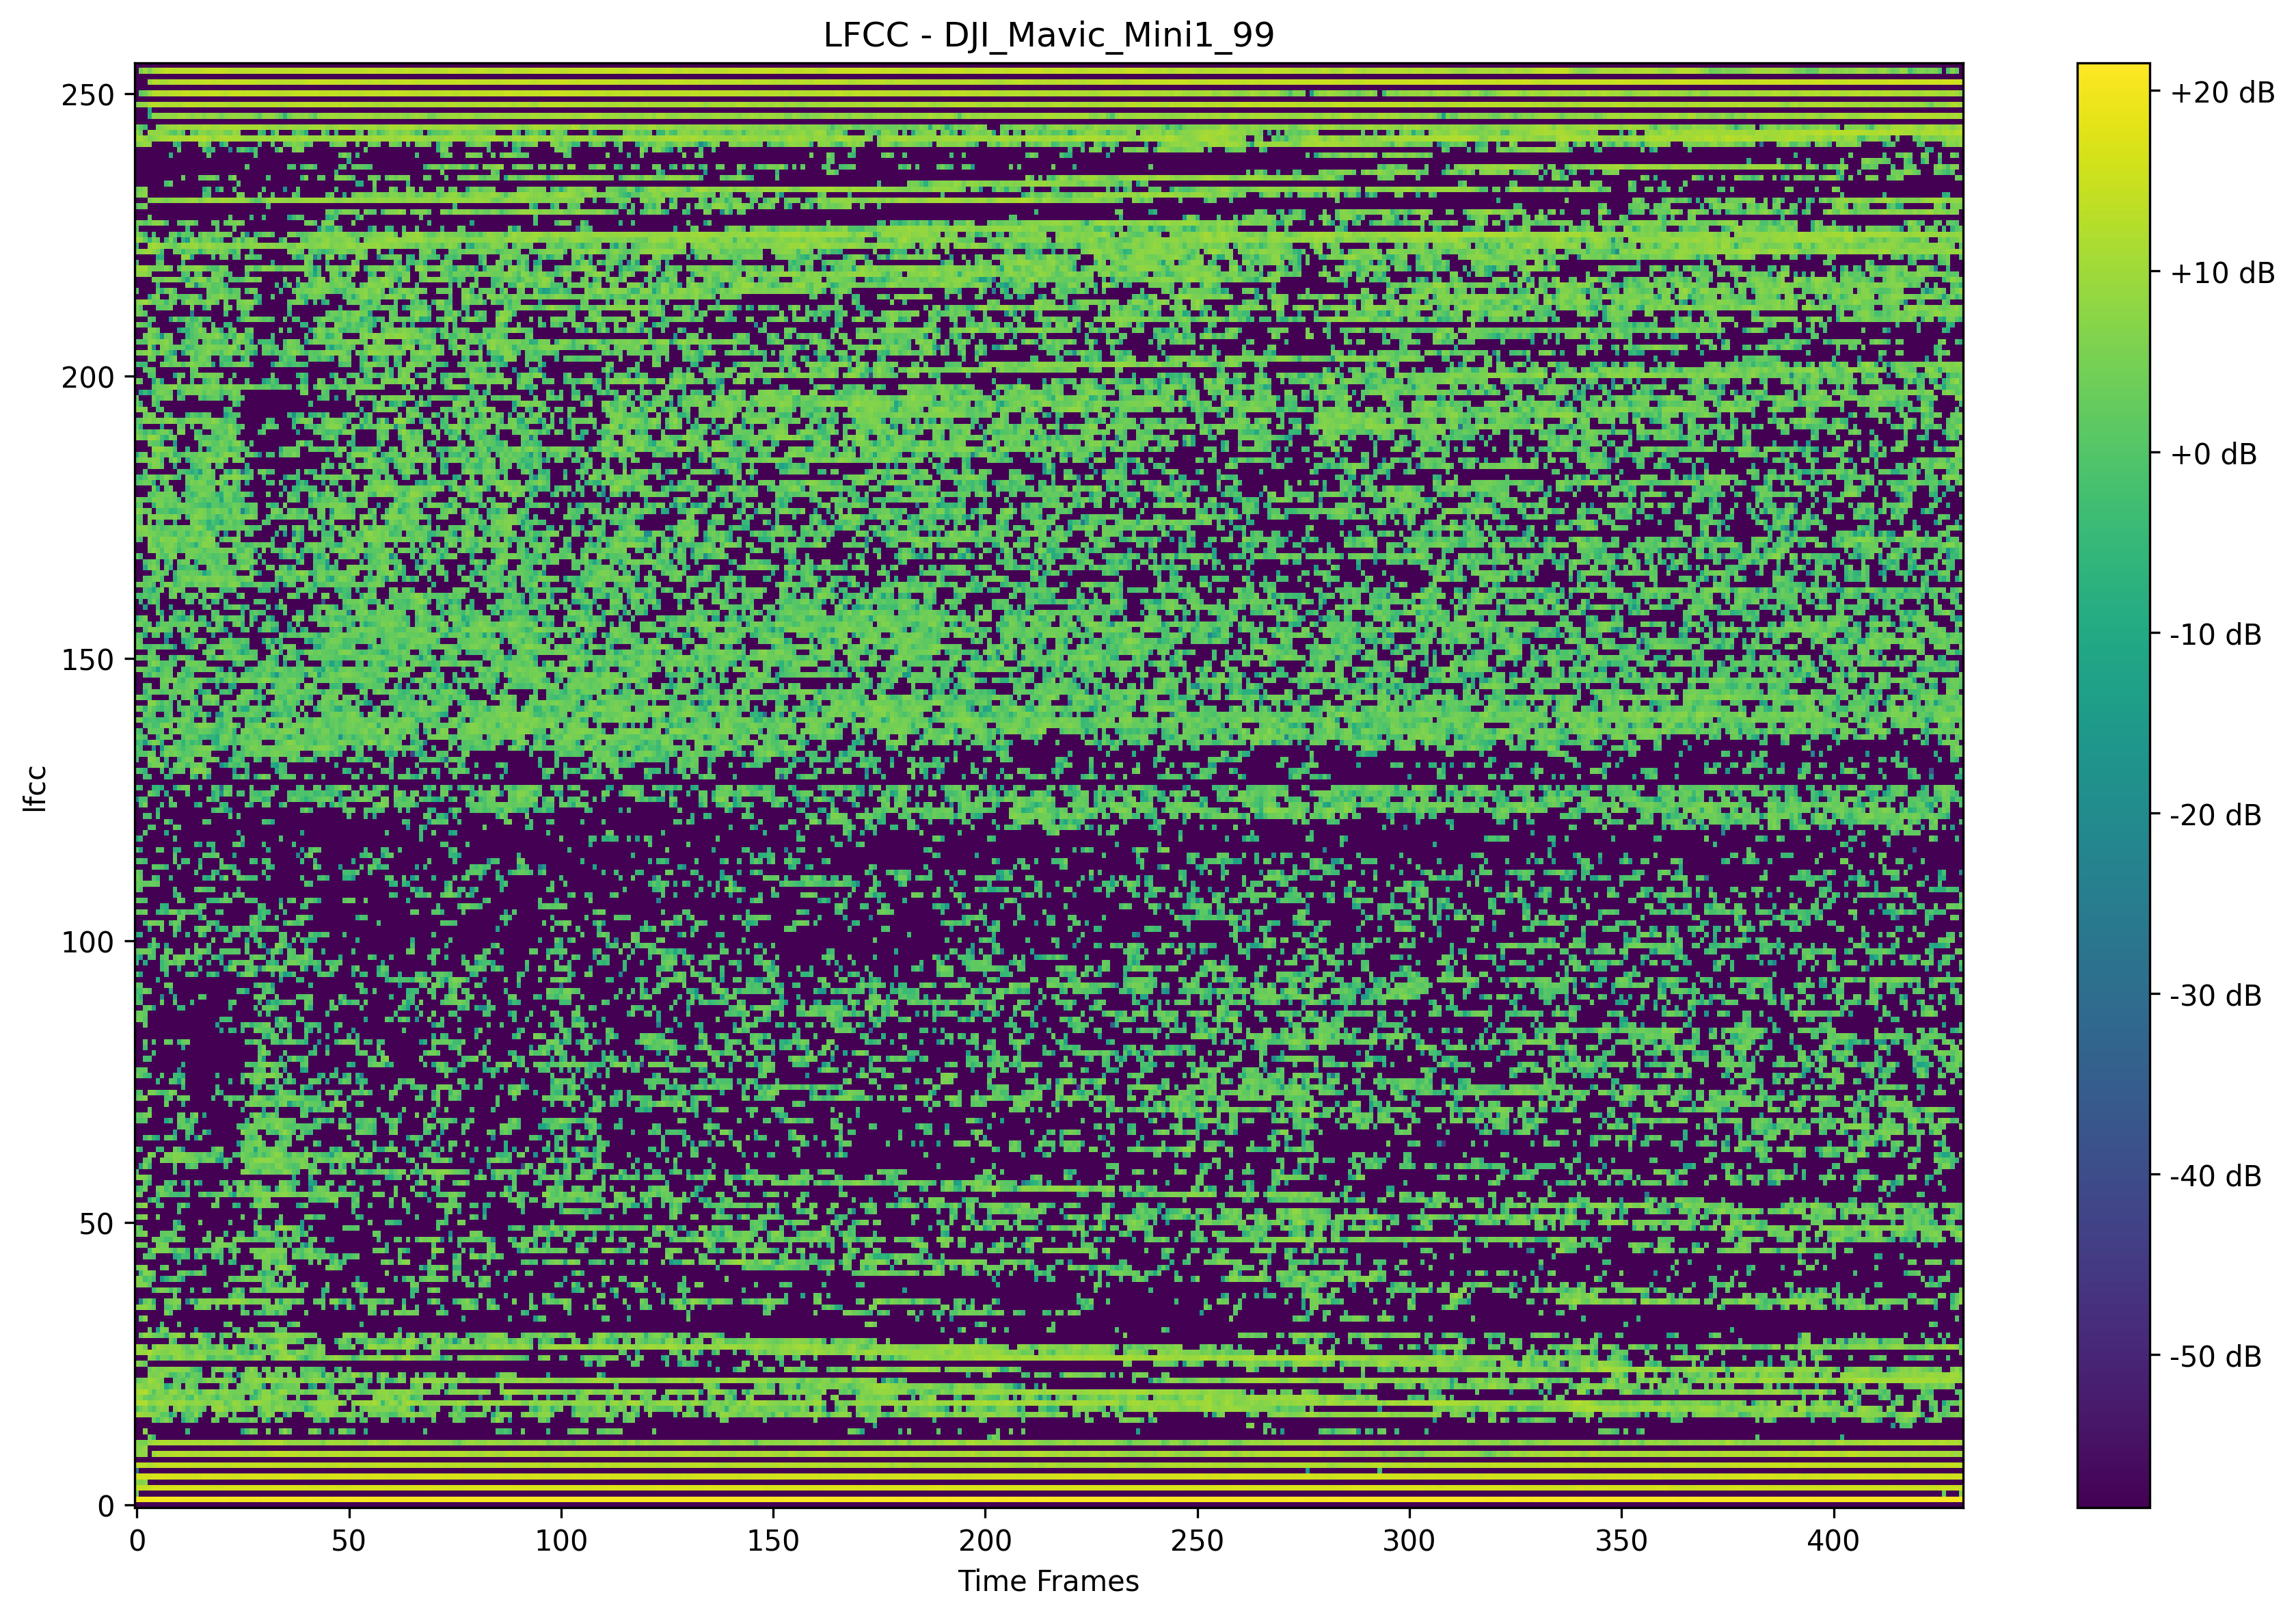 LFCC - DJI_Mavic_Mini1_99
250
200
150
100
50
0
lfcc
0 50 100 150 200 250 300 350 400
Time Frames
+20 dB
+10 dB
+0 dB
-10 dB
-20 dB
-30 dB
-40 dB
-50 dB